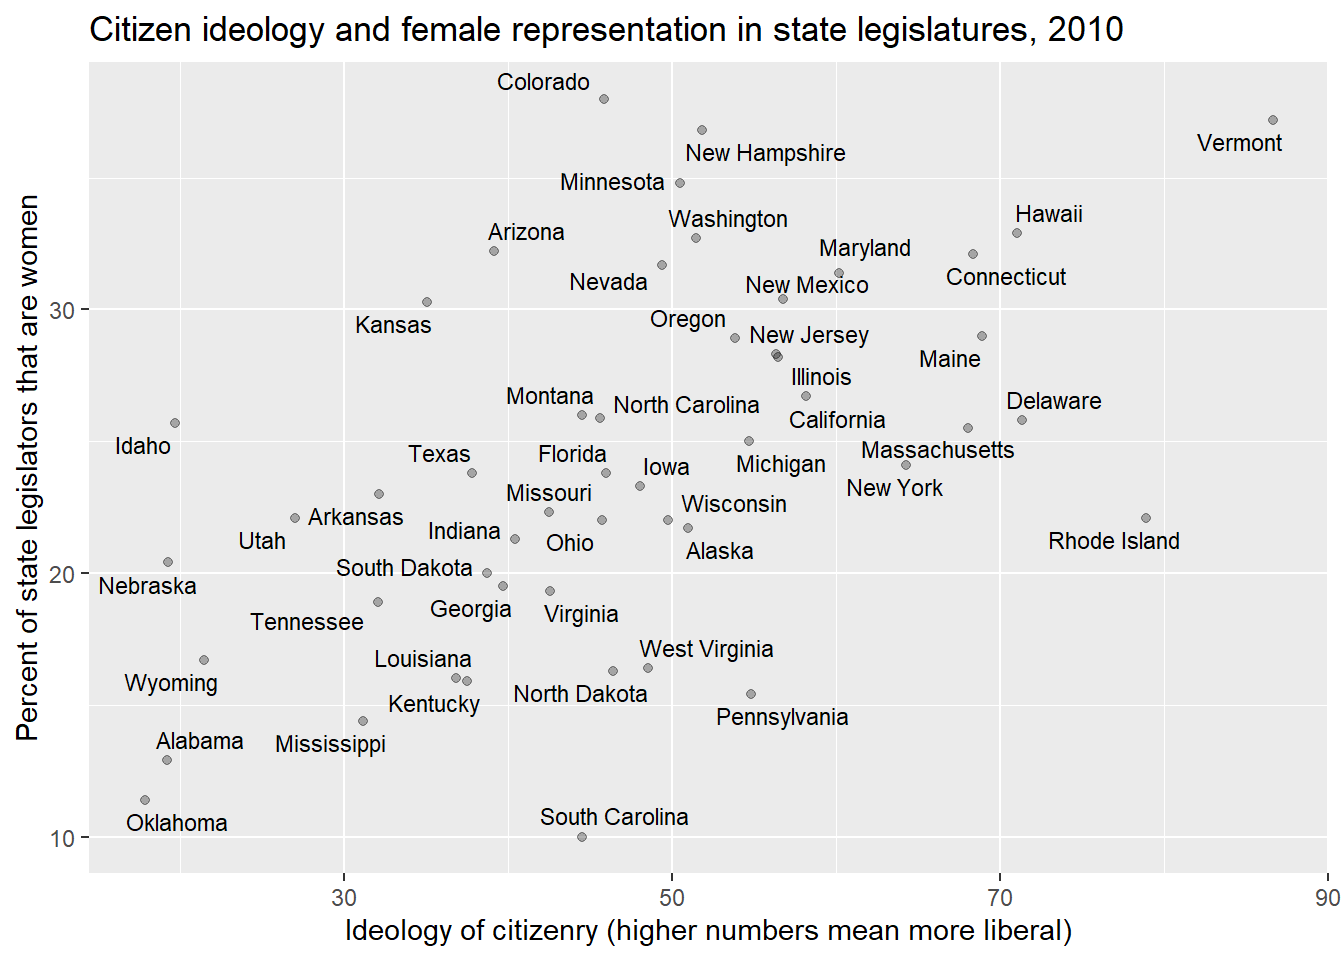 Citizen ideology and female representation in state legislatures, 2010
Colorado
Vermont
New Hampshire
Minnesota
Hawaii
Washington
Arizona
Maryland
Connecticut
Nevada
New Mexico
30
Oregon
Kansas
New Jersey
Maine
Illinois
Montana
North Carolina
Delaware
California
Idaho
Massachusetts
Texas
Florida
Iowa
Michigan
New York
Missouri
Wisconsin
Arkansas
Indiana
Utah
Ohio
Rhode Island
Alaska
South Dakota
20
Nebraska
Georgia
Virginia
Tennessee
West Virginia
Louisiana
Wyoming
North Dakota
Kentucky
Pennsylvania
Alabama
Mississippi
South Carolina
Oklahoma
10
Percent of state legislators that are women
30 50 70 90
Ideology of citizenry (higher numbers mean more liberal)